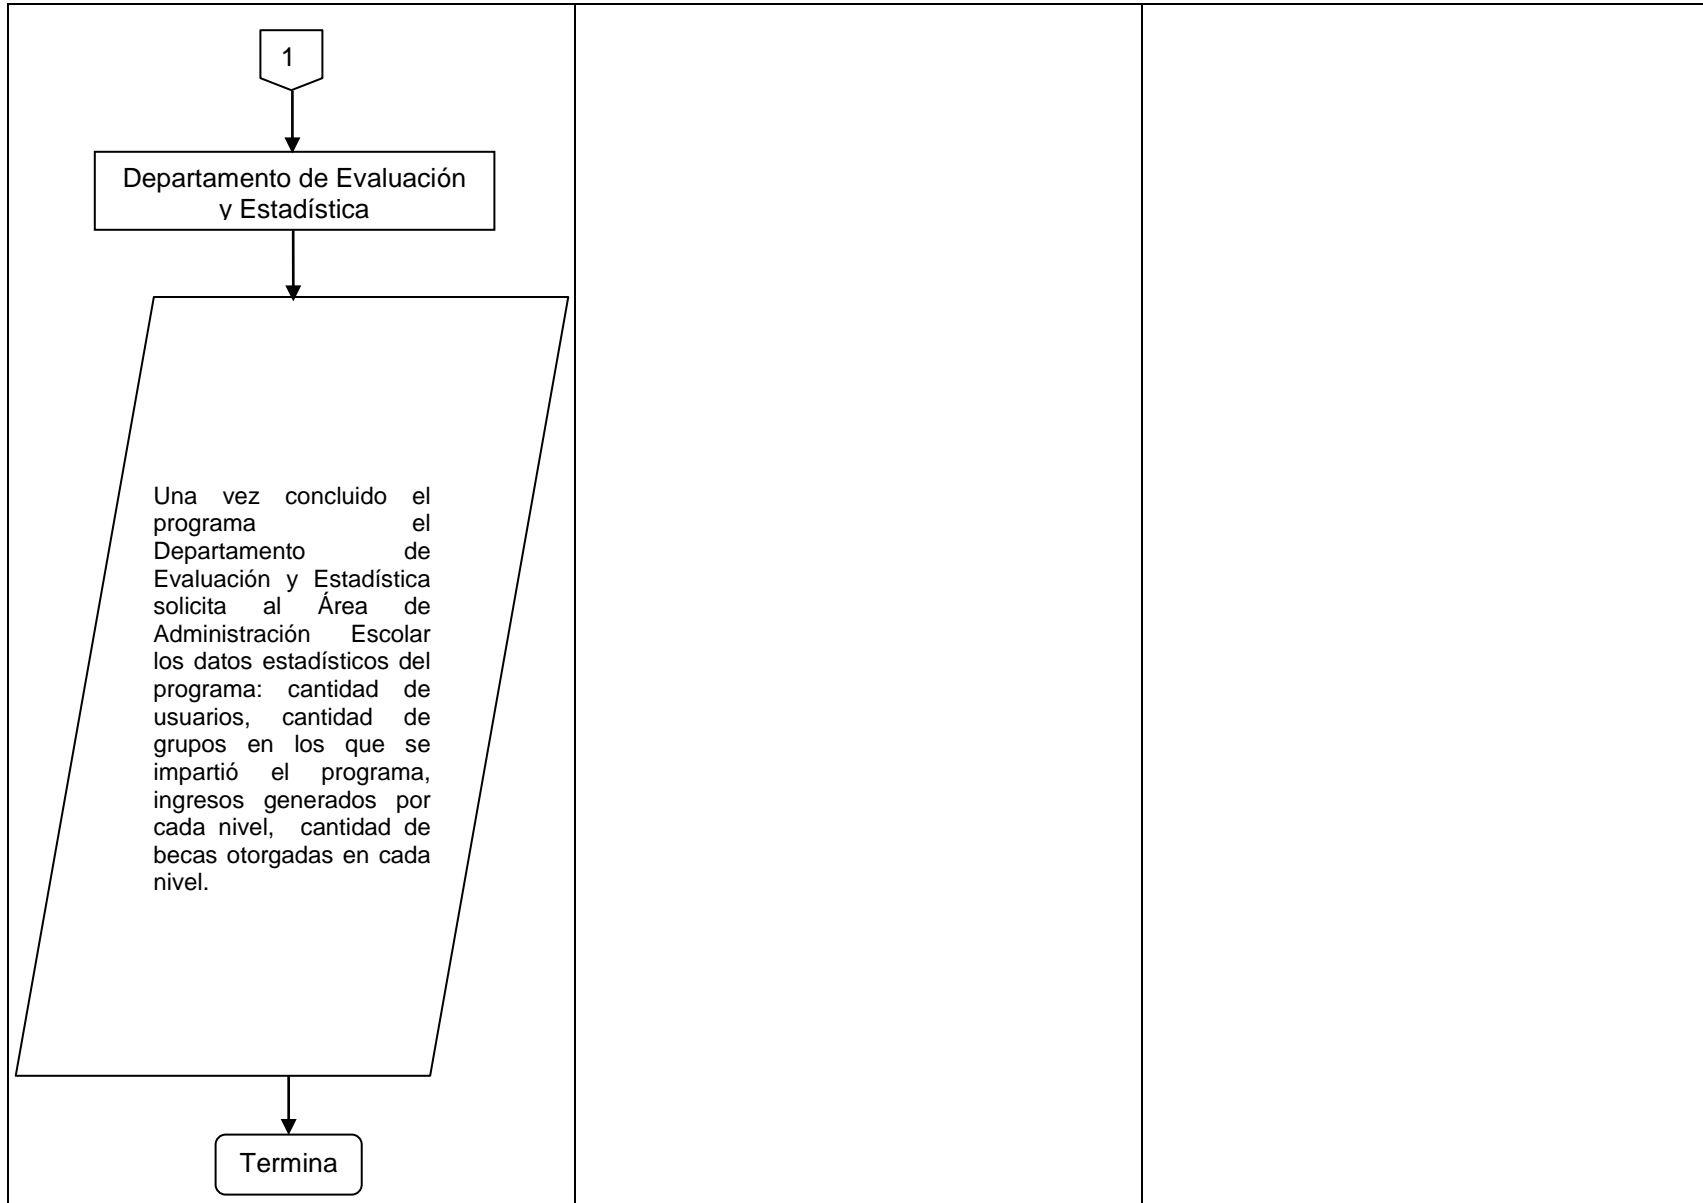 1
Departamento de Evaluación
y Estadística
Una vez concluido el
programa el
Departamento de
Evaluación y Estadística
solicita al Área de
Administración Escolar
los datos estadísticos del
programa: cantidad de
usuarios, cantidad de
grupos en los que se
impartió el programa,
ingresos generados por
cada nivel, cantidad de
becas otorgadas en cada
nivel.
Termina